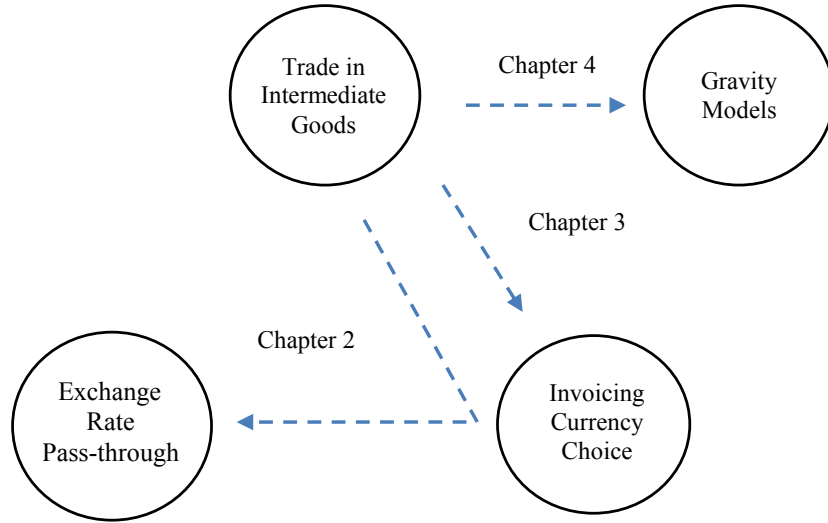 Trade in
Intermediate
Goods
Chapter 4
Gravity
Models
Chapter 3
Chapter 2
Exchange
Rate
Pass-through
Invoicing
Currency
Choice